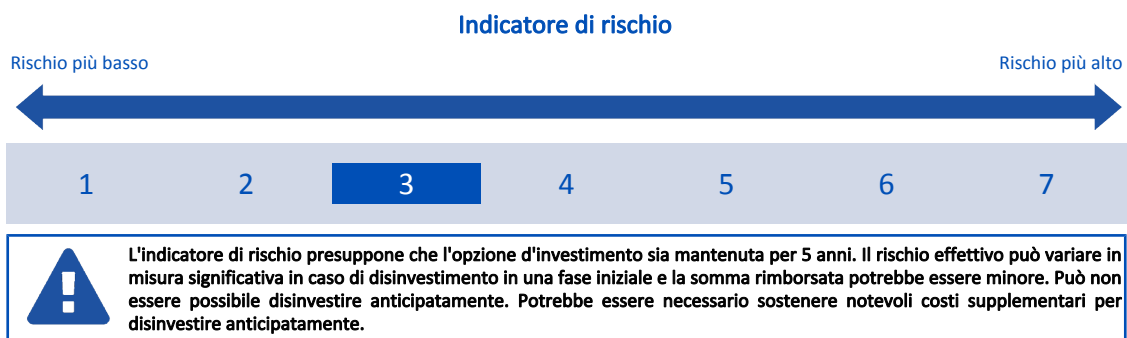 Indicatore di rischio
Rischio più basso Rischio più alto
1 2 3 4 5 6 7
L'indicatore di rischio presuppone che l'opzione d'investimento sia mantenuta per 5 anni. Il rischio effettivo può variare in
misura significativa in caso di disinvestimento in una fase iniziale e la somma rimborsata potrebbe essere minore. Può non
essere possibile disinvestire anticipatamente. Potrebbe essere necessario sostenere notevoli costi supplementari per
disinvestire anticipatamente.